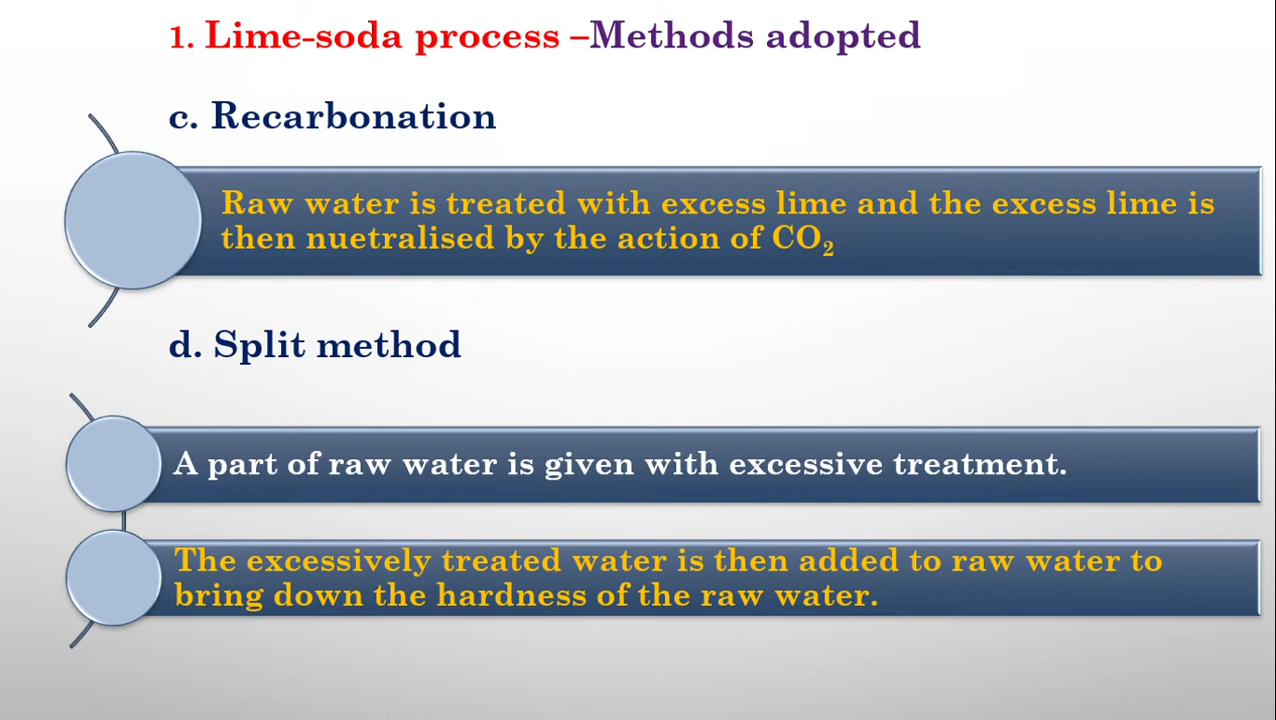 1. Lime-soda process –Methods adopted
c. Recarbonation
Raw water is treated with excess lime and the excess lime is
then nuetralised by the action of CO₂
d. Split method
A part of raw water is given with excessive treatment.
The excessively treated water is then added to raw water to
bring down the hardness of the raw water.